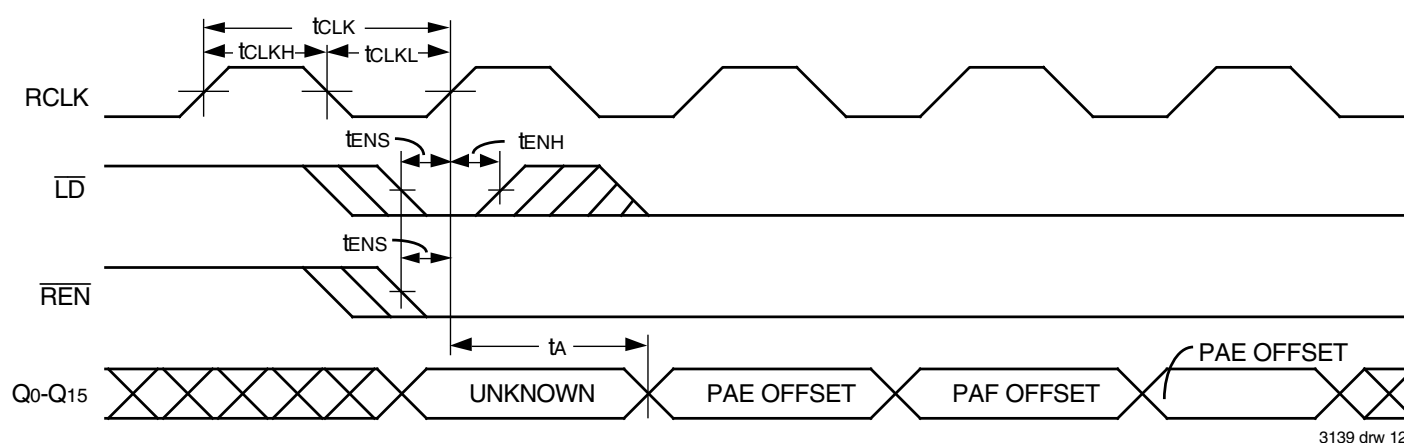 tCLK
tCLKH
tCLKL
RCLK
tENS
tENH
LD
tENS
REN
tA
Q0-Q15
UNKNOWN
PAE OFFSET
PAF OFFSET
PAE OFFSET
3139 drw 12